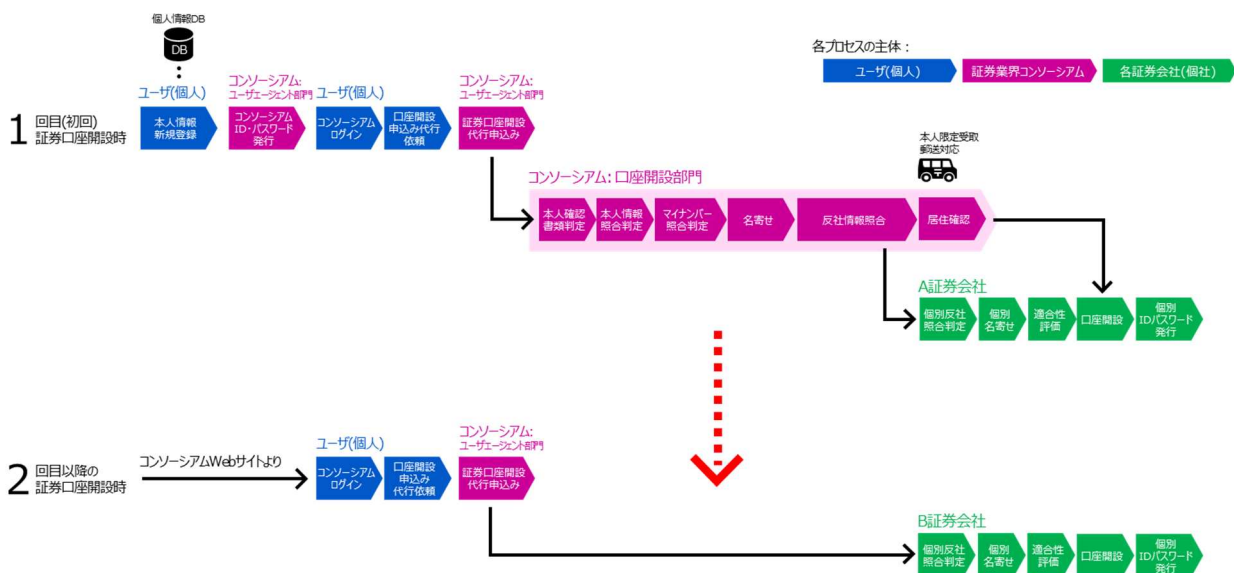 個人情報DB
DB
各プロセスの主体：
ユーザ(個人)
証券業界コンソーシアム
各証券会社(個社)
1
回目(初回)
証券口座開設時
ユーザ(個人)
本人情報
新規登録
コンソーシアム:
ユーザエージェント部門
コンソーシアム
ID・パスワード
発行
ユーザ(個人)
コンソーシアム
ログイン
口座開設
申込み代行
依頼
コンソーシアム:
ユーザエージェント部門
証券口座開設
代行申込み
本人限定受取
郵送対応
コンソーシアム: 口座開設部門
本人確認
書類判定
本人情報
照合判定
マイナンバー
照合判定
名寄せ
反社情報照合
居住確認
A証券会社
個別反社
照合判定
個別
名寄せ
適合性
評価
口座開設
個別
IDパスワード
発行
2
回目以降の
証券口座開設時
コンソーシアムWebサイトより
ユーザ(個人)
コンソーシアム
ログイン
口座開設
申込み
代行依頼
コンソーシアム:
ユーザエージェント部門
証券口座開設
代行申込み
B証券会社
個別反社
照合判定
個別
名寄せ
適合性
評価
口座開設
個別
IDパスワード
発行